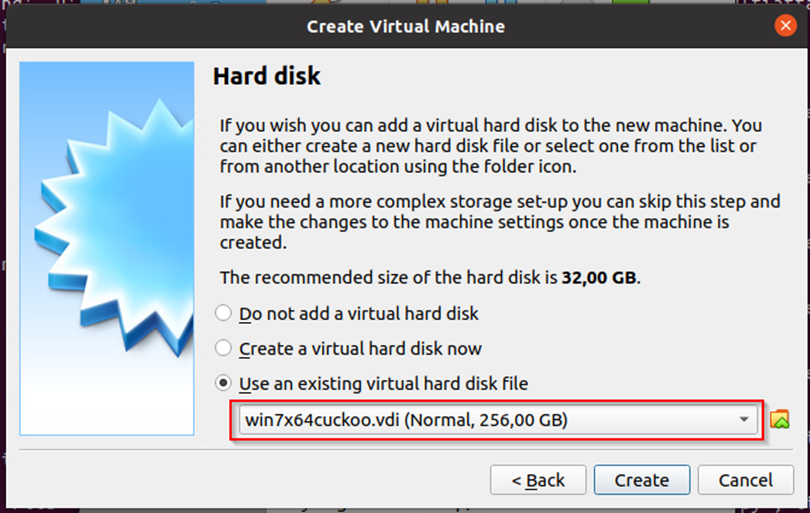 Create Virtual Machine
Hard disk
If you wish you can add a virtual hard disk to the new machine. You
can either create a new hard disk file or select one from the list or
from another location using the folder icon.
If you need a more complex storage set-up you can skip this step and
make the changes to the machine settings once the machine is
created.
The recommended size of the hard disk is 32,00 GB.
Do not add a virtual hard disk
Create a virtual hard disk now
Use an existing virtual hard disk file
win7x64cuckoo.vdi (Normal, 256,00 GB)
< Back
Create
Cancel